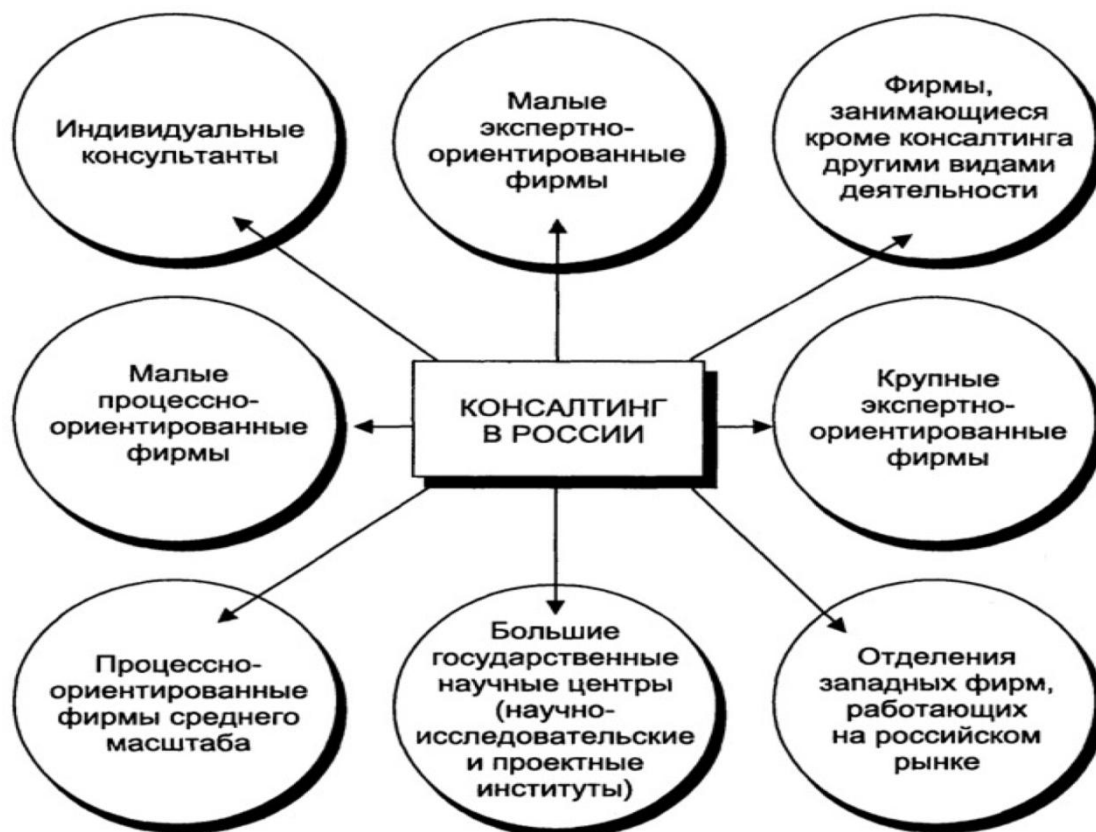 Индивидуальные
консультанты
Малые
экспертно-
ориентированные
фирмы
Фирмы,
занимающиеся
кроме консалтинга
другими видами
деятельности
Малые
процессно-
ориентированные
фирмы
КОНСАЛТИНГ
В РОССИИ
Крупные
экспертно-
ориентированные
фирмы
Процессно-
ориентированные
фирмы среднего
масштаба
Большие
государственные
научные центры
(научно-
исследовательские
и проектные
институты)
Отделения
западных фирм,
работающих
на российском
рынке